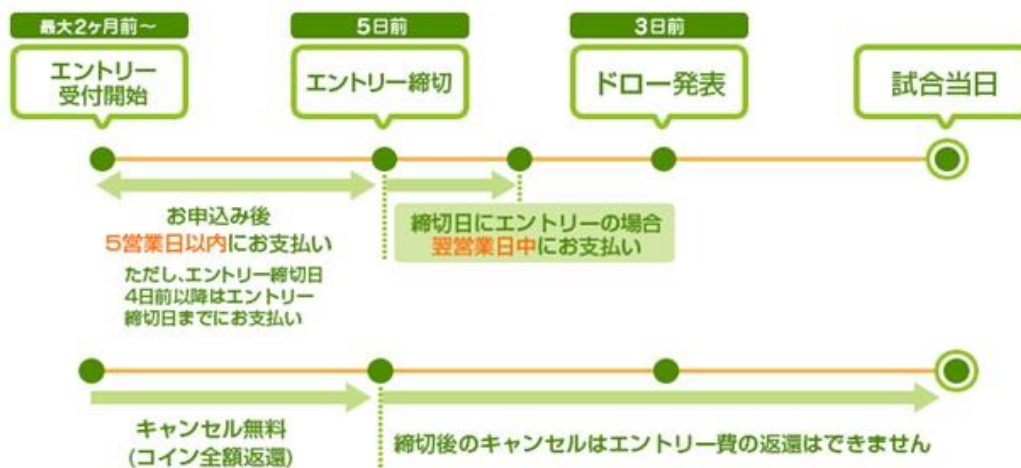 最大2ヶ月前～
エントリー
受付開始
5日前
エントリー締切
3日前
ドロー発表
試合当日
お申込み後
5営業日以内にお支払い
ただし、エントリー締切日
4日前以降はエントリー
締切日までにお支払い
締切日にエントリーの場合
翌営業日中にお支払い
キャンセル無料
(コイン全額返還)
締切後のキャンセルはエントリー費の返還はできません